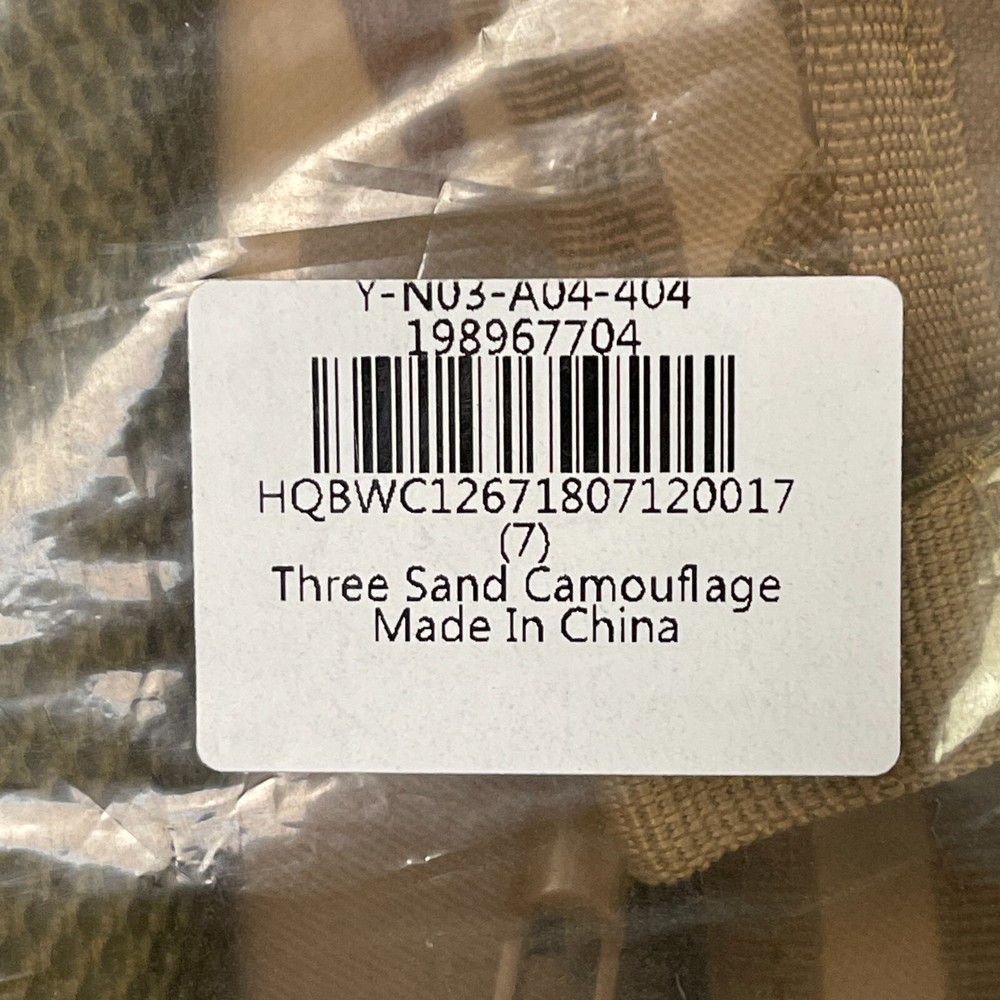 Y-N03-A04-404
198967704
HQBWC12671807120017
(7)
Three Sand Camouflage
Made In China